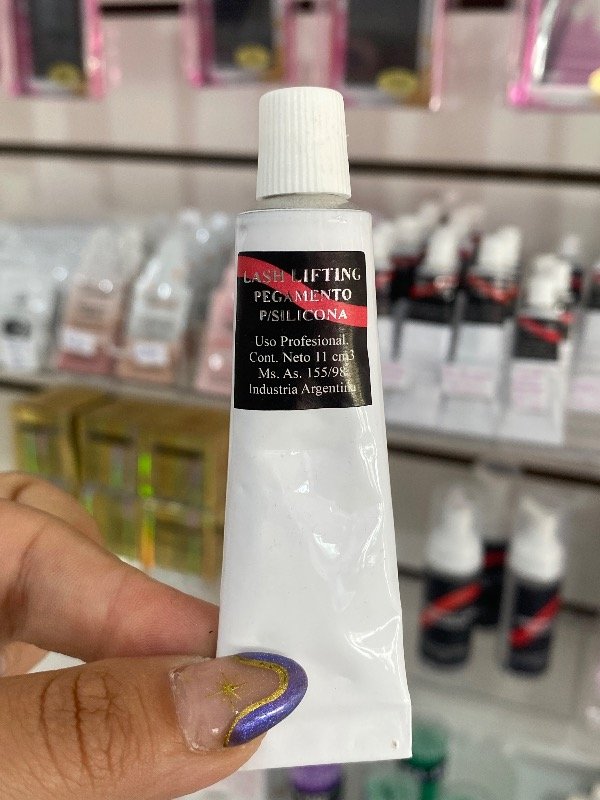 LASH LIFTING
PEGAMENTO
P/SILICONA
Uso Profesional.
Cont. Neto 11 cm3
Ms. As. 155/98.
Industria Argentina